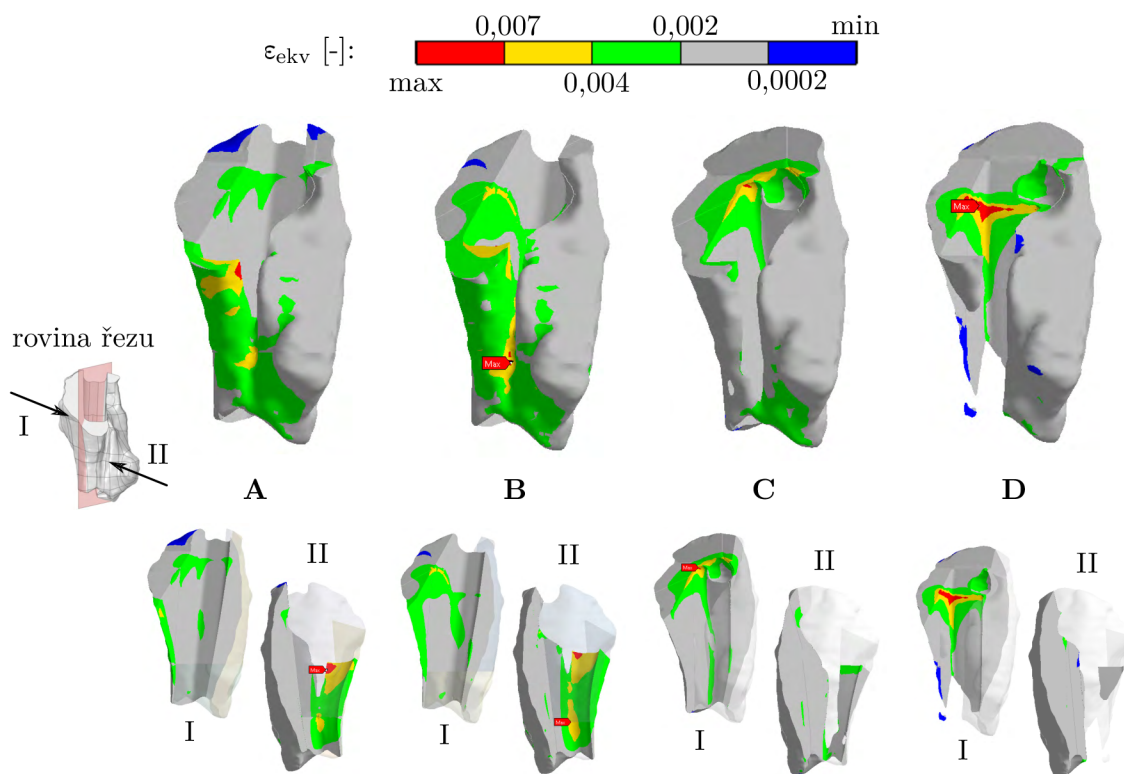 0,007 0,002 min
εekv [-]:
max 0,004 0,0002
Max
Max
rovina řezu
I
II
A B C D
II II II
Max
Max
Max
I I I I
II